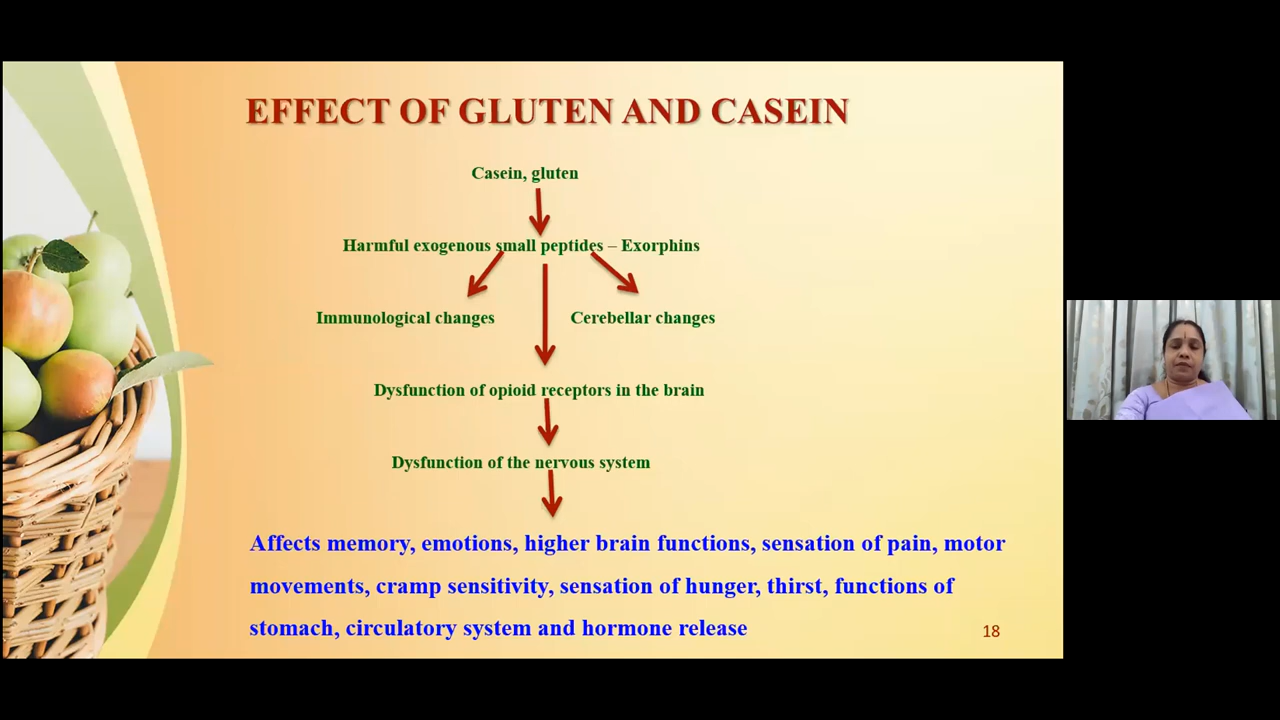 EFFECT OF GLUTEN AND CASEIN
Casein, gluten
Harmful exogenous small peptides – Exorphins
Immunological changes
Cerebellar changes
Dysfunction of opioid receptors in the brain
Dysfunction of the nervous system
Affects memory, emotions, higher brain functions, sensation of pain, motor
movements, cramp sensitivity, sensation of hunger, thirst, functions of
stomach, circulatory system and hormone release
18